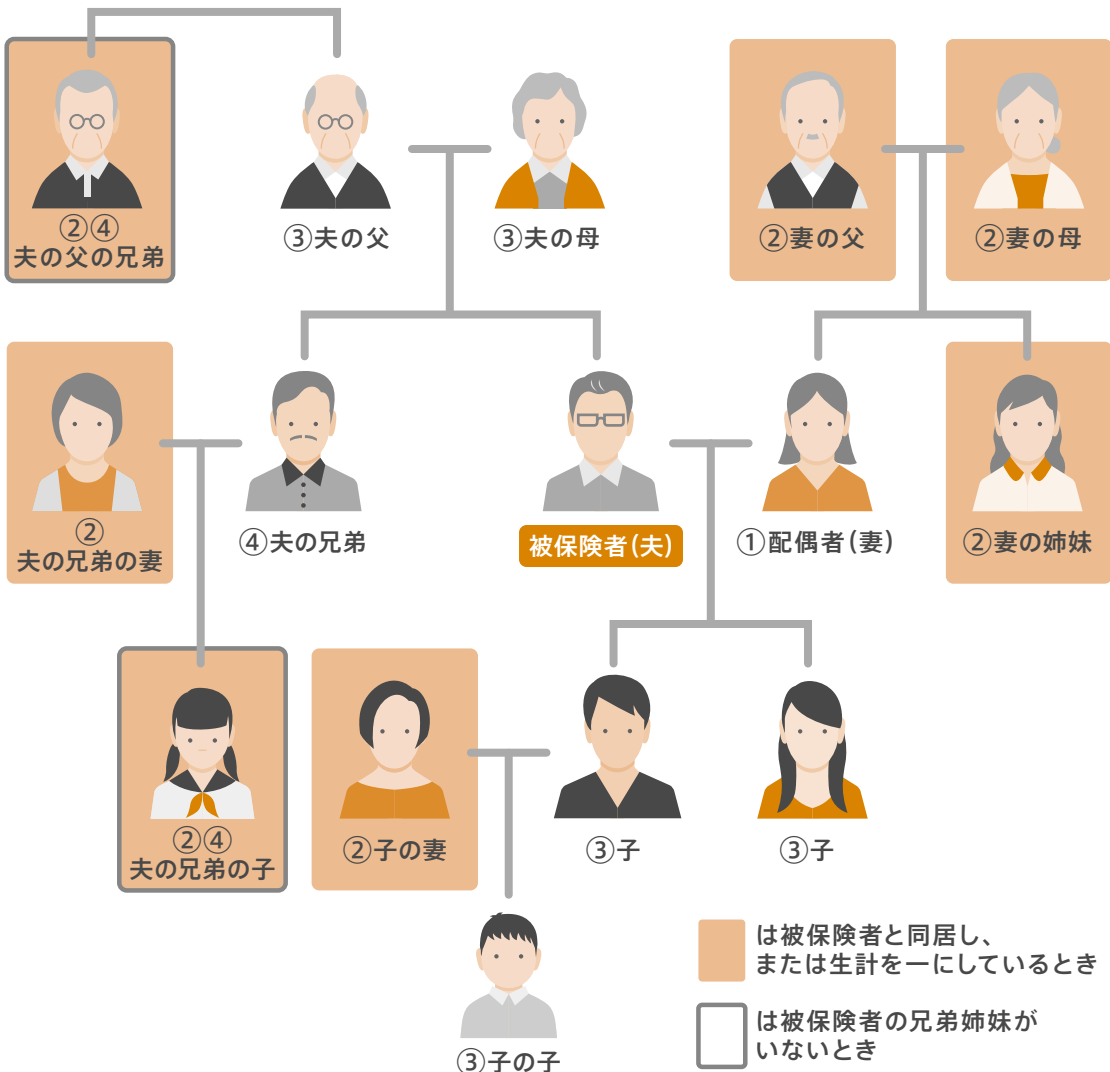 ②④
夫の父の兄弟
③夫の父
③夫の母
②妻の父
②妻の母
②
夫の兄弟の妻
④夫の兄弟
被保険者(夫)
①配偶者(妻)
②妻の姉妹
②④
夫の兄弟の子
②子の妻
③子
③子
③子の子
は被保険者と同居し、
または生計を一にしているとき
は被保険者の兄弟姉妹が
いないとき